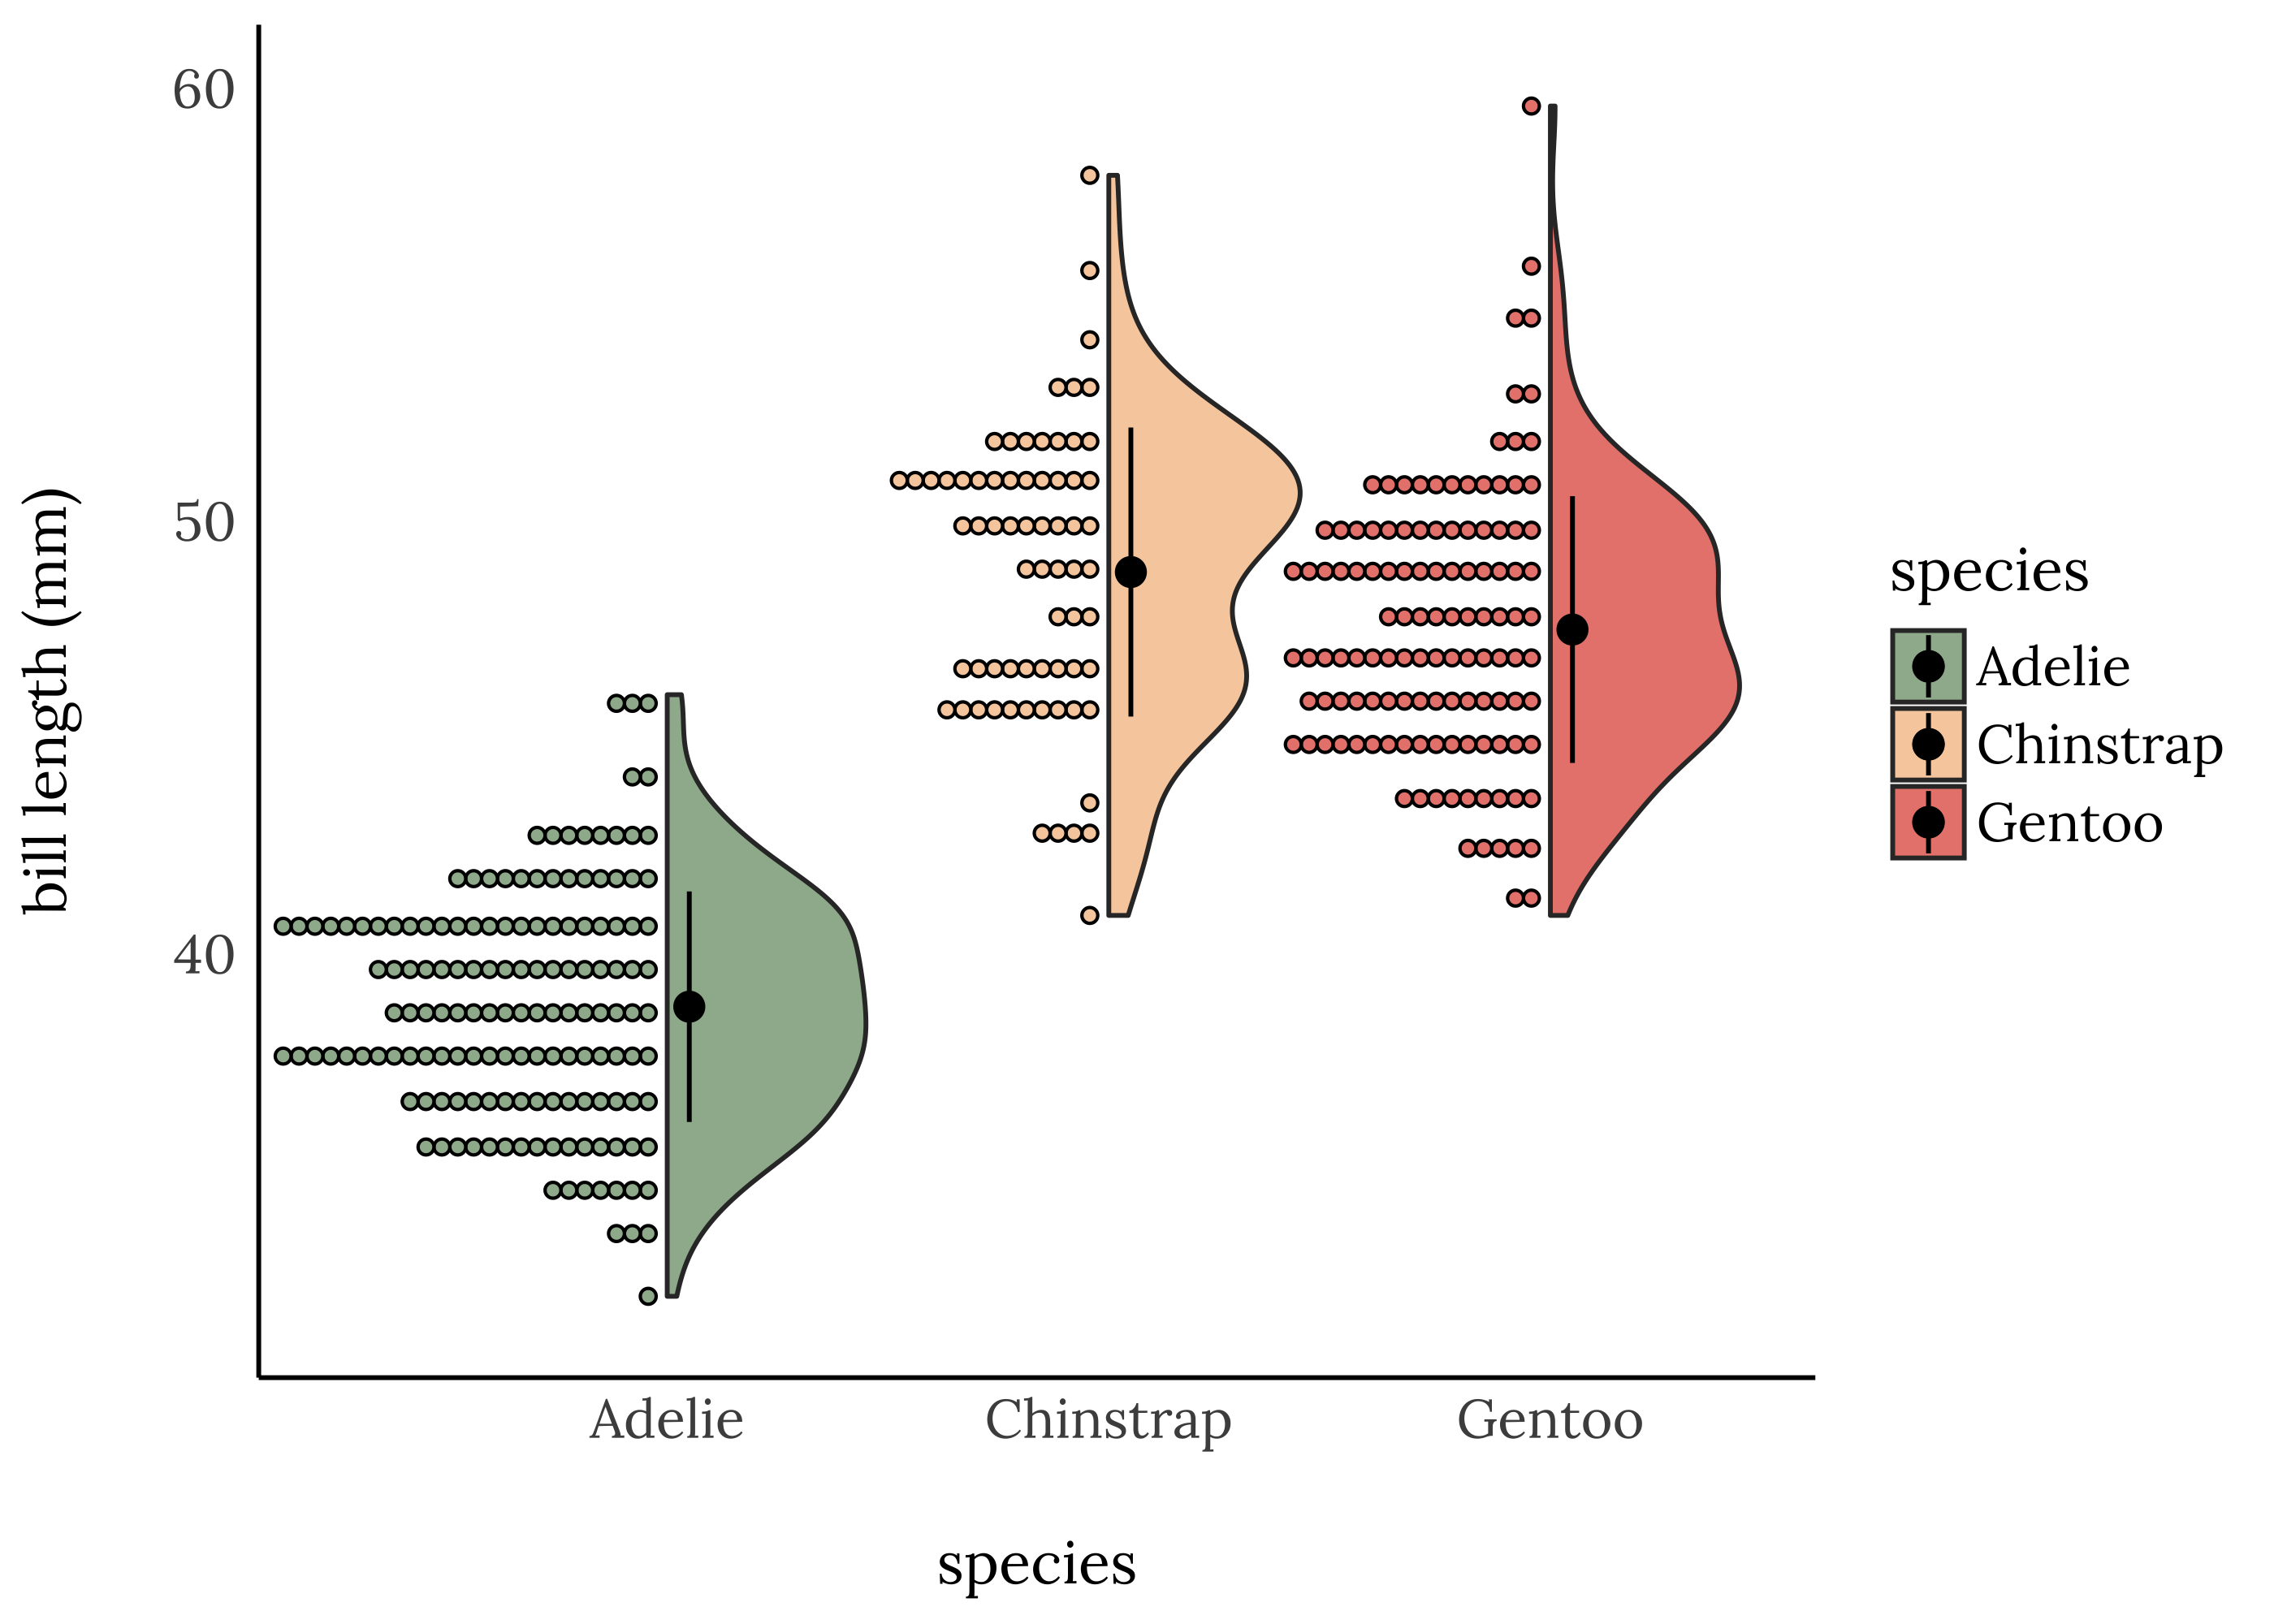 bill length (mm)
60
50
40
Adelie
Chinstrap
Gentoo
species
species
Adelie
Chinstrap
Gentoo